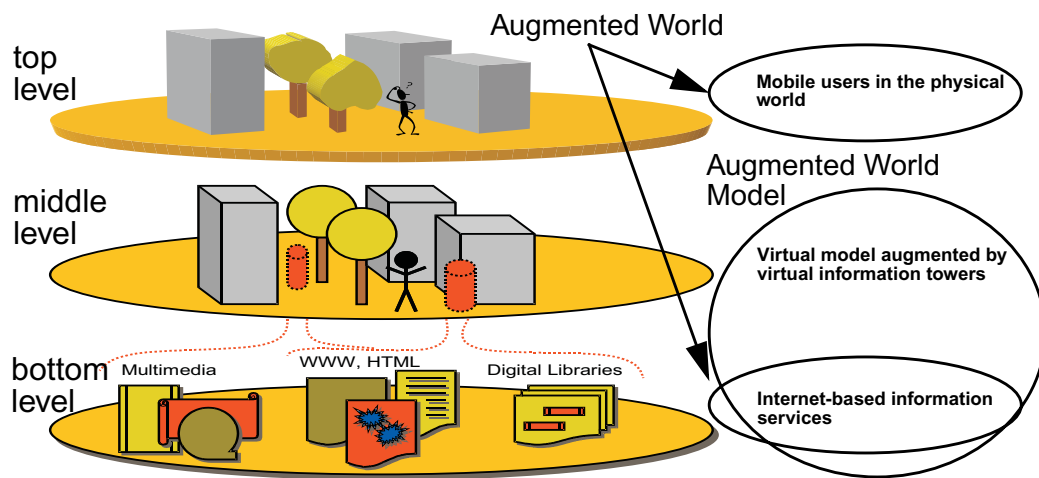 top
level
Augmented World
Mobile users in the physical
world
?
middle
level
Augmented World
Model
Virtual model augmented by
virtual information towers
bottom
level
Multimedia
WWW, HTML
Digital Libraries
Internet-based information
services